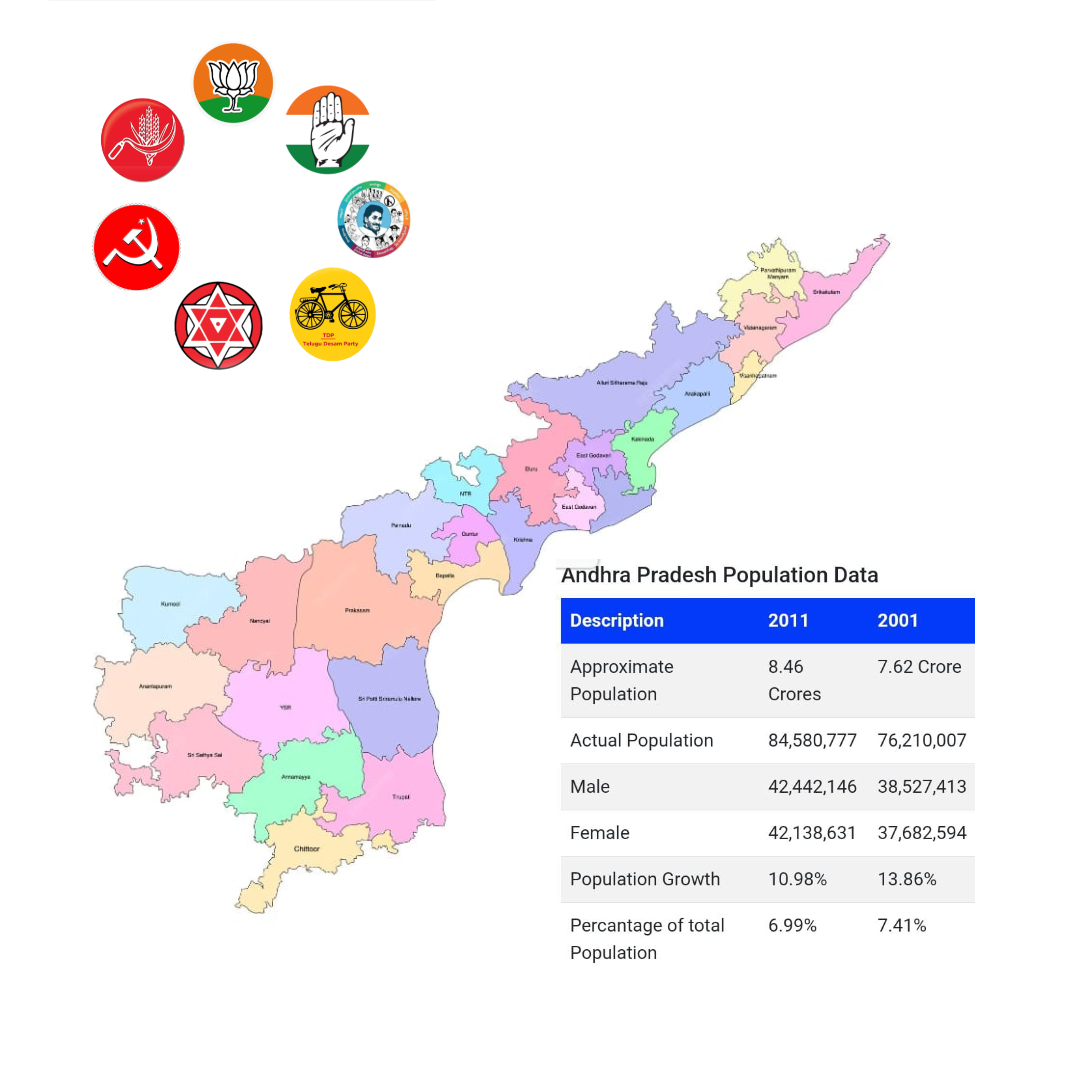 TDP
Telugu Desam Party
Parvathipuram
Manyam
Srikakulam
Vizianagaram
Visakhapatnam
Alluri Sitharama Raju
Anakapalli
Kakinada
East Godavari
Eluru
NTR
East Godavari
Palnadu
Guntur
Krishna
Bapatla
Kurnool
Nandyal
Prakasam
Anantapuram
YSR
Sri Potti Sriramulu Nellore
Sri Sathya Sai
Annamayya
Tirupati
Chittoor
Andhra Pradesh Population Data
Description 2011 2001
Approximate 8.46 7.62 Crore
Population Crores
Actual Population 84,580,777 76,210,007
Male 42,442,146 38,527,413
Female 42,138,631 37,682,594
Population Growth 10.98% 13.86%
Percantage of total 6.99% 7.41%
Population